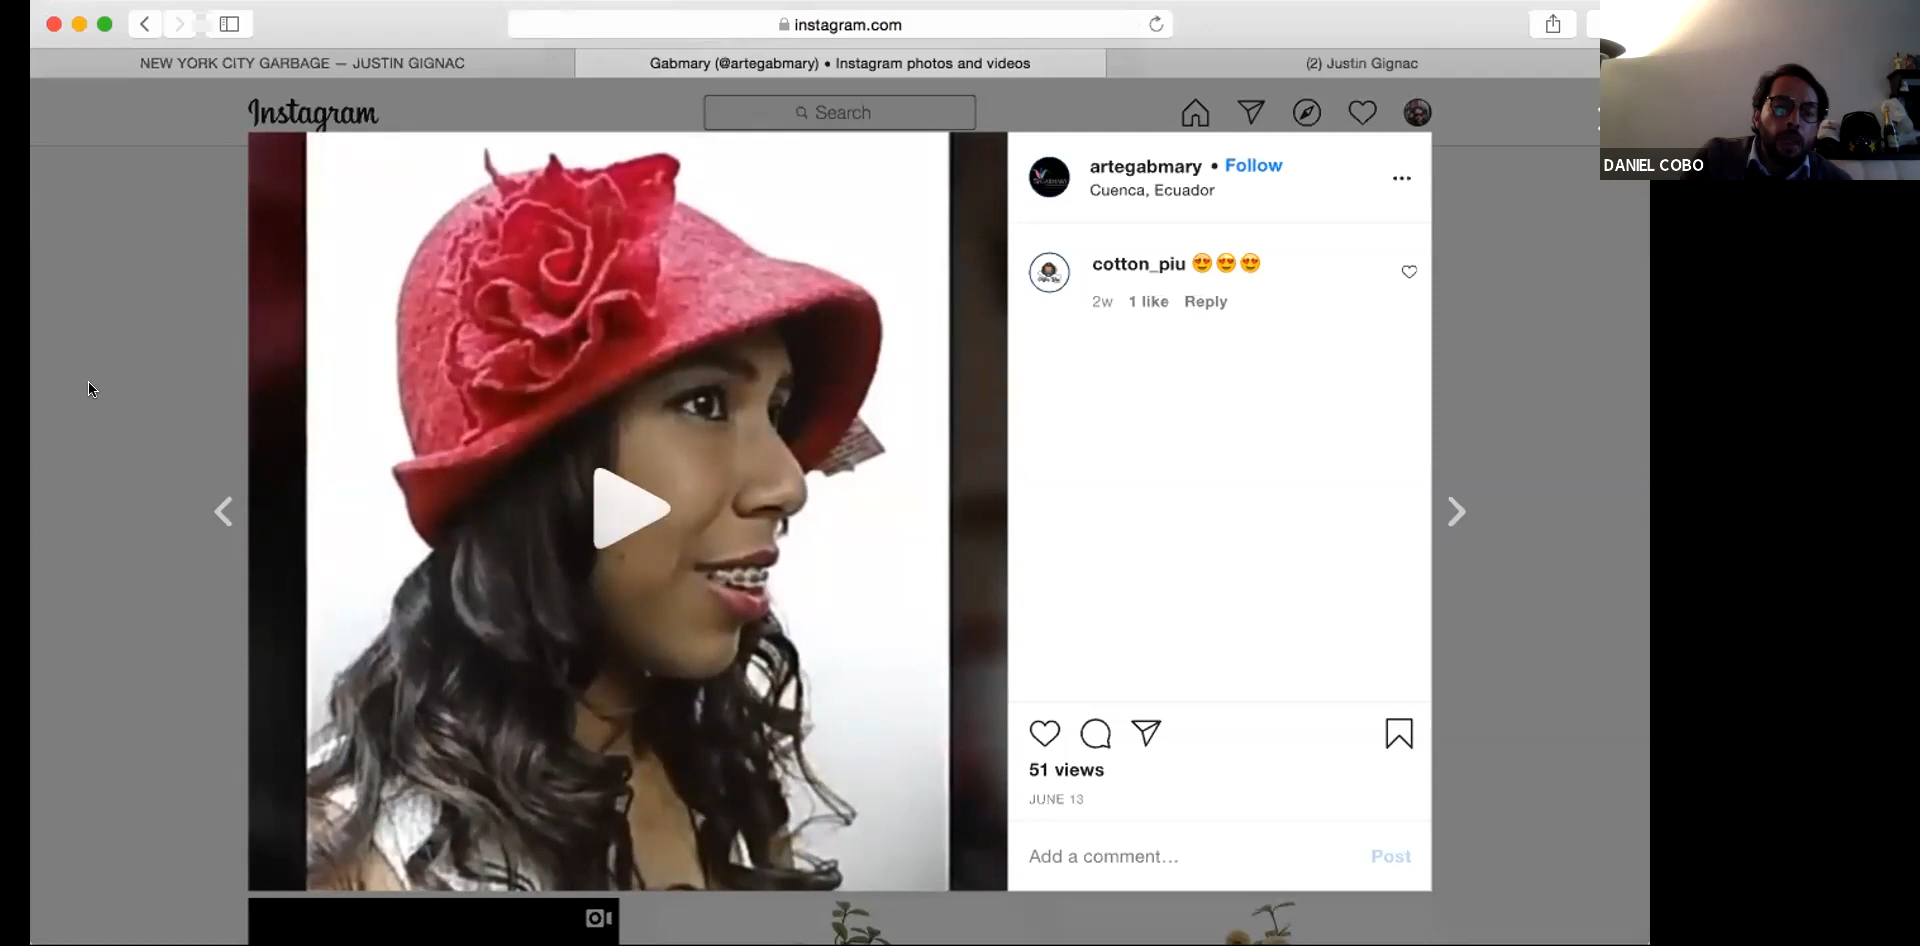 instagram.com
NEW YORK CITY GARBAGE — JUSTIN GIGNAC
Gabmary (@artegabmary) • Instagram photos and videos
(2) Justin Gignac
Instagram
Search
DANIEL COBO
artegabmary • Follow
Cuenca, Ecuador
cotton_piu 😍😍😍
2w 1 like Reply
51 views
JUNE 13
Add a comment...
Post